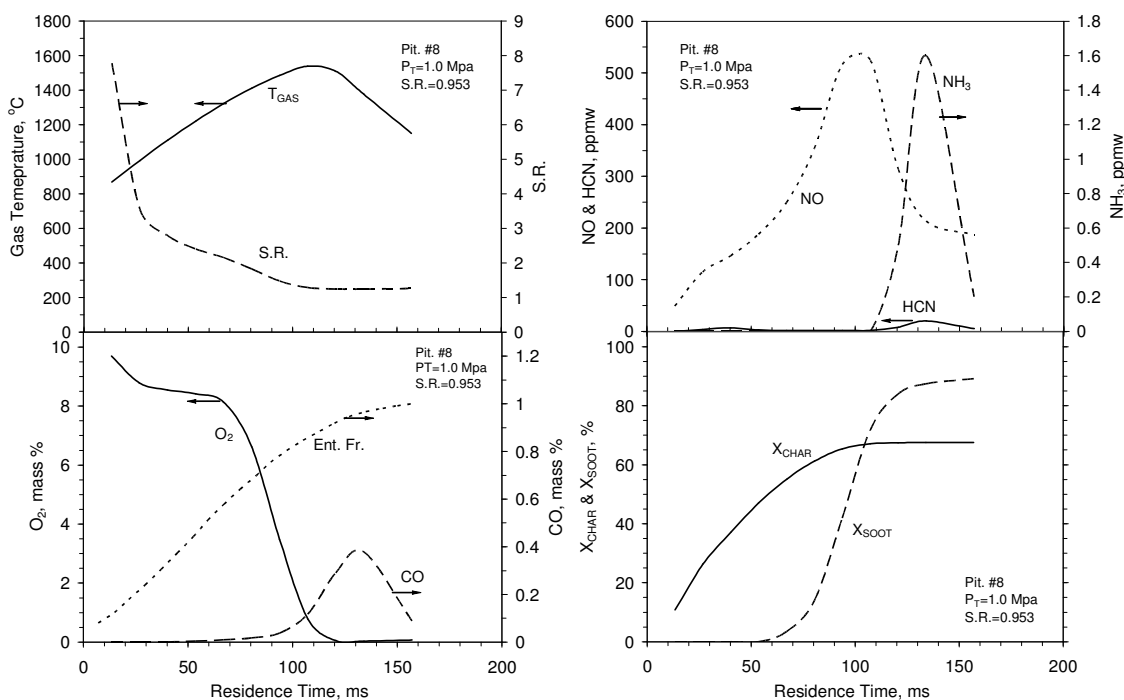 1800
1600
1400
1200
1000
800
600
400
200
0
Gas Temeprature, °C
9
8
7
6
5
4
3
2
1
0
S.R.
Pit. #8
P_T=1.0 Mpa
S.R.=0.953
T_GAS
S.R.
600
500
400
300
200
100
0
NO & HCN, ppmw
1.8
1.6
1.4
1.2
1
0.8
0.6
0.4
0.2
0
NH₃, ppmw
Pit. #8
P_T=1.0 Mpa
S.R.=0.953
NH₃
NO
HCN
10
8
6
4
2
0
O₂, mass %
1.2
1
0.8
0.6
0.4
0.2
0
CO, mass %
Pit. #8
PT=1.0 Mpa
S.R.=0.953
O₂
Ent. Fr.
CO
0 50 100 150 200
Residence Time, ms
100
80
60
40
20
0
X_CHAR & X_SOOT, %
X_CHAR
X_SOOT
Pit. #8
P_T=1.0 Mpa
S.R.=0.953
0 50 100 150 200
Residence Time, ms